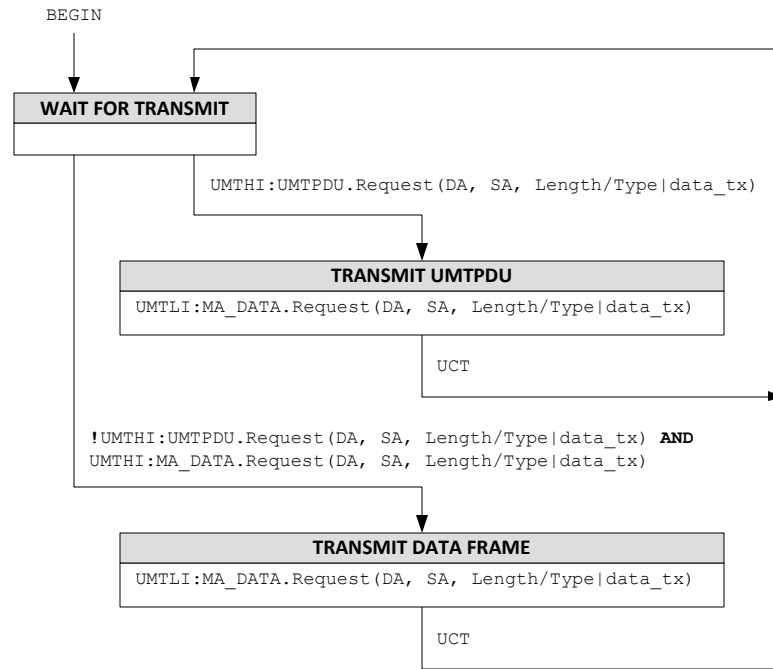 BEGIN
WAIT FOR TRANSMIT
UMTHI:UMTPDU.Request(DA, SA, Length/Type|data_tx)
TRANSMIT UMTPDU
UMTLI:MA_DATA.Request(DA, SA, Length/Type|data_tx)
UCT
!UMTHI:UMTPDU.Request(DA, SA, Length/Type|data_tx) AND
UMTHI:MA_DATA.Request(DA, SA, Length/Type|data_tx)
TRANSMIT DATA FRAME
UMTLI:MA_DATA.Request(DA, SA, Length/Type|data_tx)
UCT